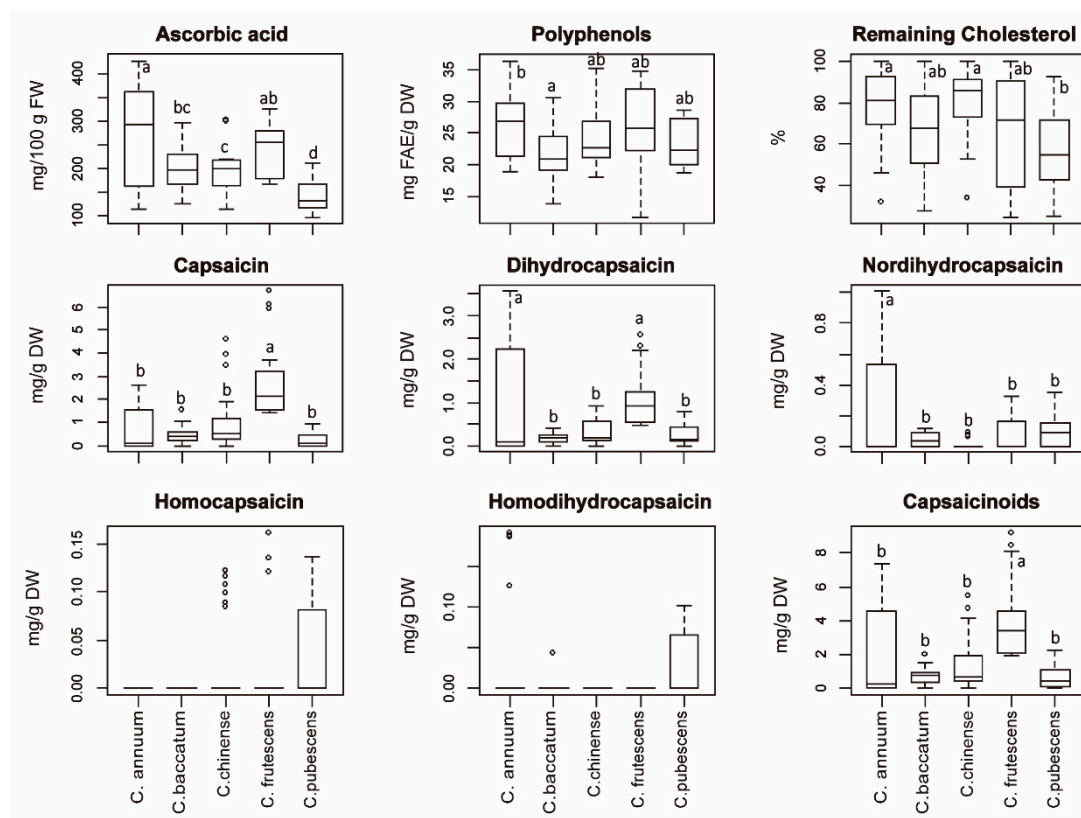 Ascorbic acid
mg/100 g FW
400
300
200
100
a
bc
c
ab
d
Polyphenols
mg FAE/g DW
35
30
25
20
15
b
a
ab
ab
ab
Remaining Cholesterol
%
100
80
60
40
a
ab
a
ab
b
Capsaicin
mg/g DW
6
5
4
3
2
1
0
b
b
b
a
b
Dihydrocapsaicin
mg/g DW
3.0
2.0
1.0
0.0
a
b
b
a
b
Nordihydrocapsaicin
mg/g DW
0.8
0.4
0.0
a
b
b
b
b
Homocapsaicin
mg/g DW
0.15
0.10
0.05
0.00
Homodihydrocapsaicin
mg/g DW
0.10
0.00
Capsaicinoids
mg/g DW
8
6
4
2
0
b
b
b
a
b
C. annuum
C.baccatum
C.chinense
C. frutescens
C.pubescens
C. annuum
C.baccatum
C.chinense
C. frutescens
C.pubescens
C. annuum
C.baccatum
C.chinense
C. frutescens
C.pubescens